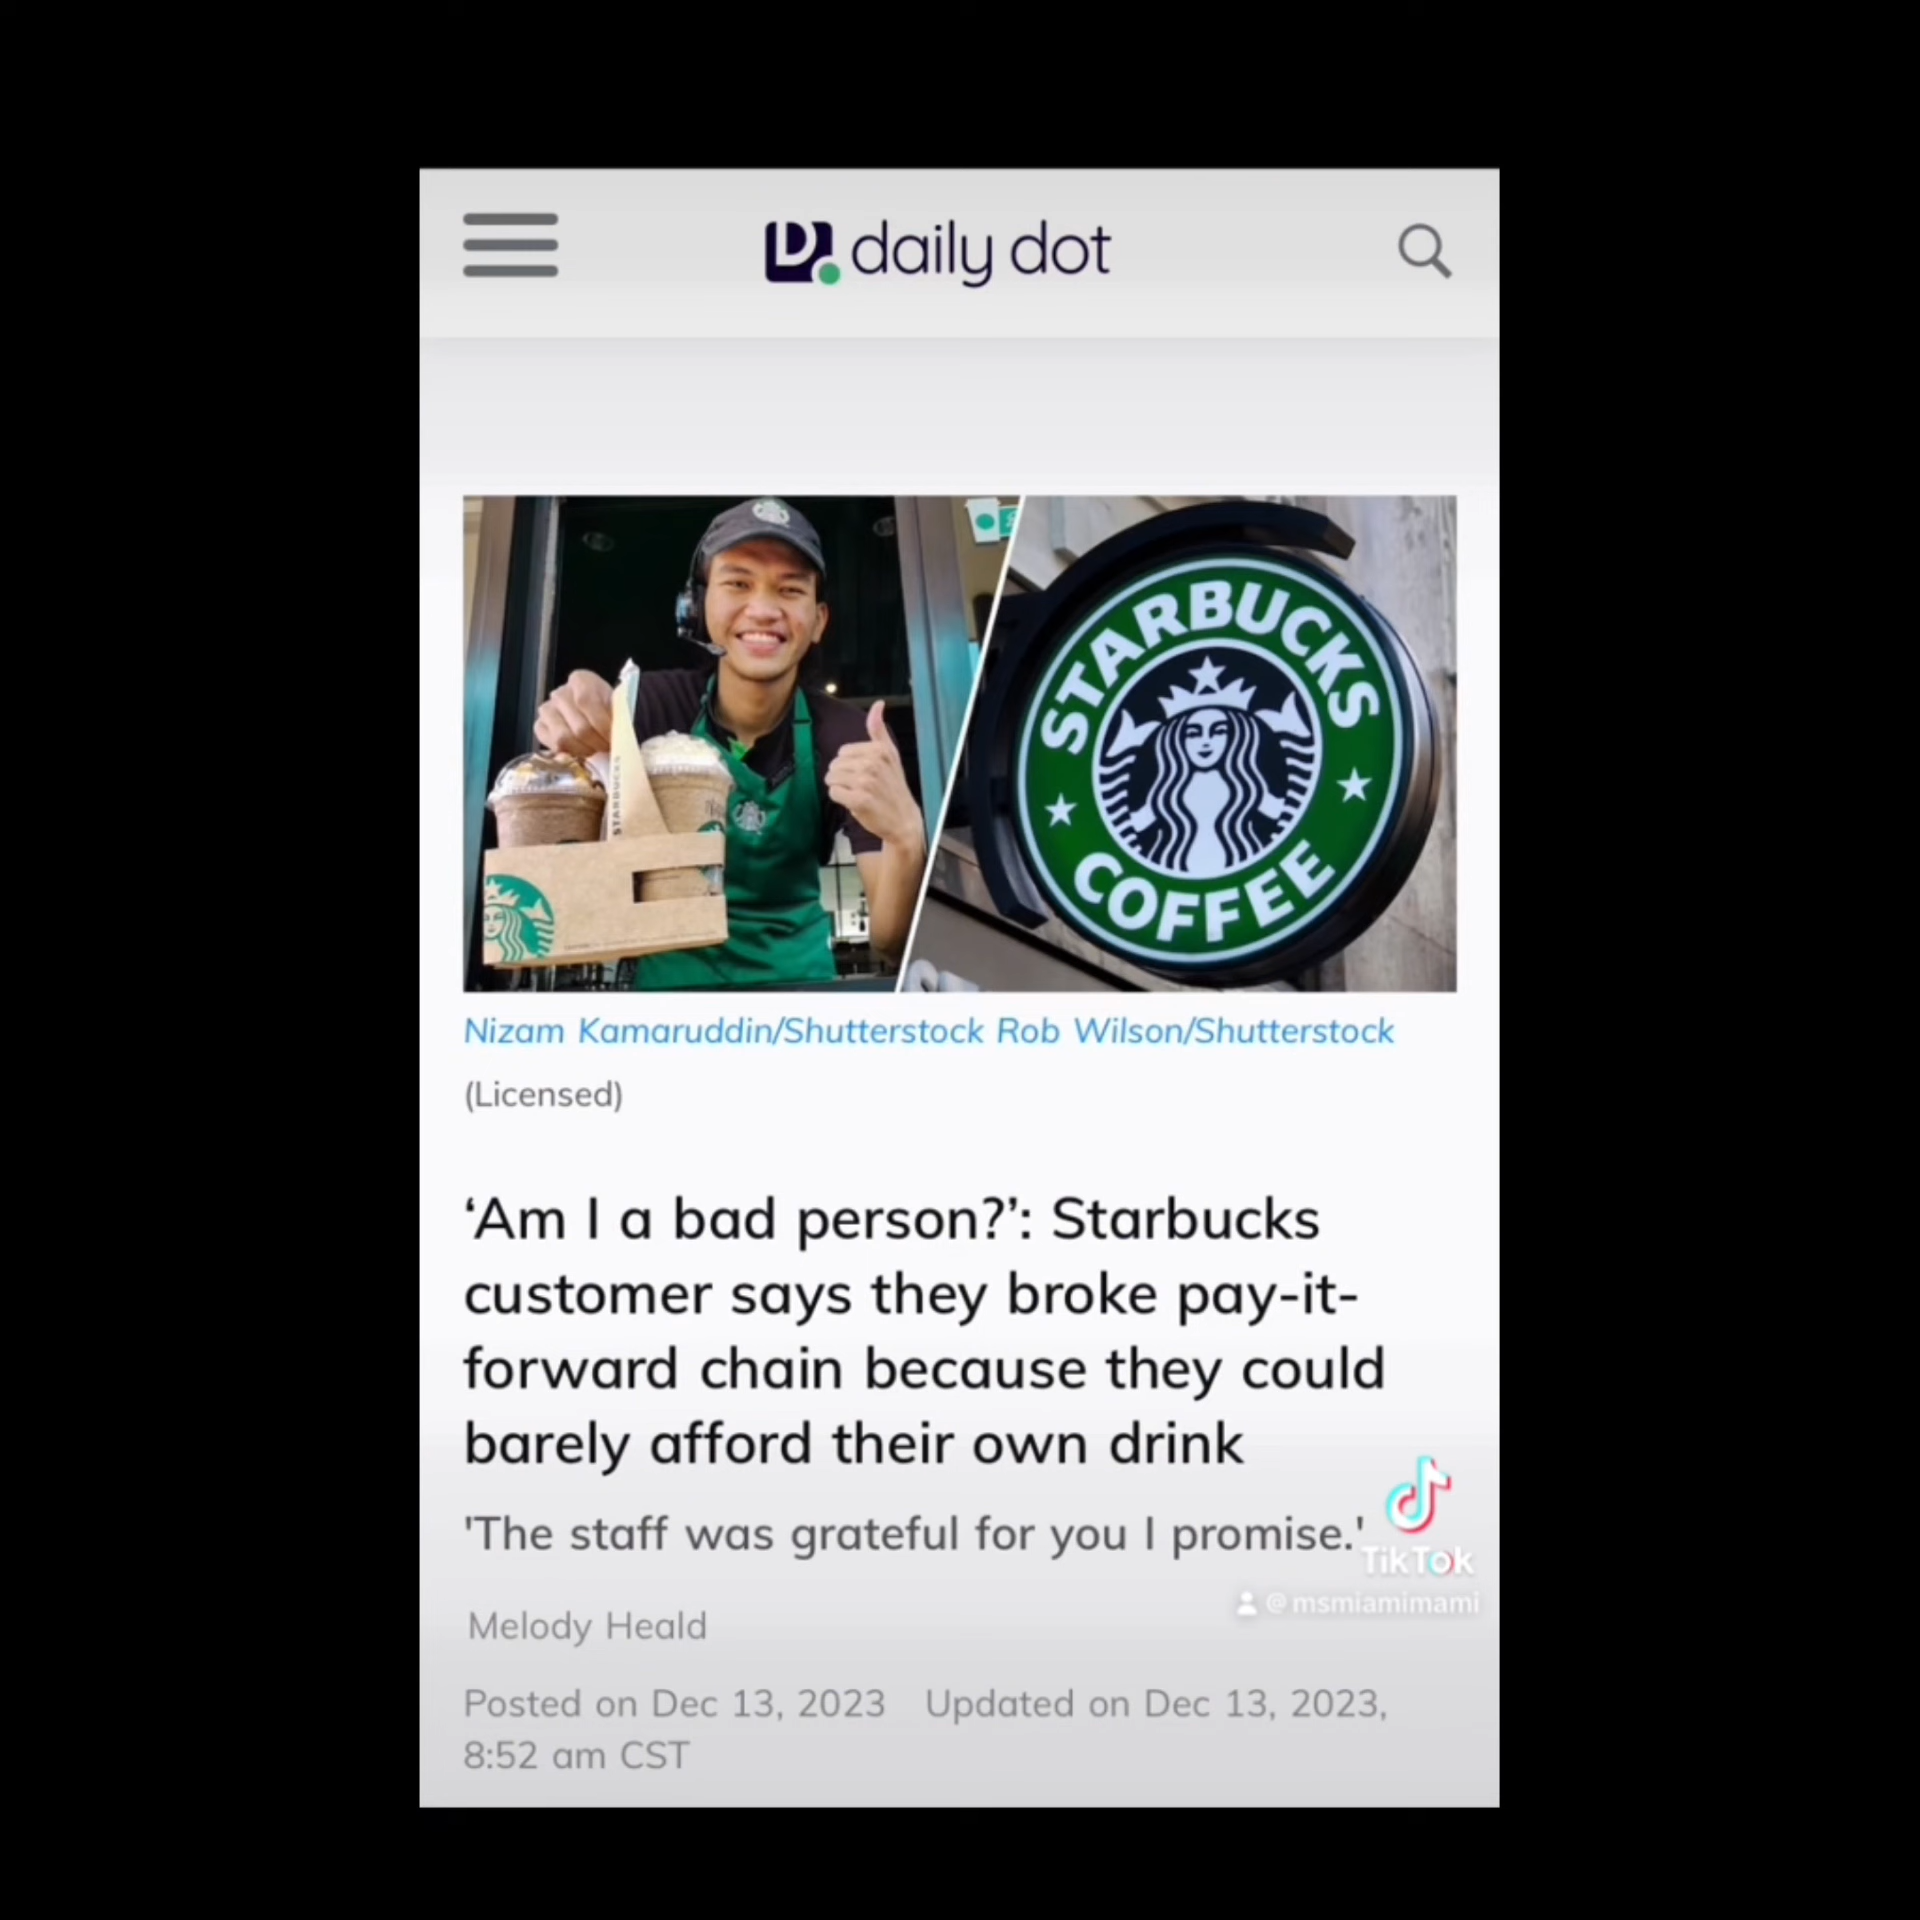 daily dot
STARBUCKS
STARBUCKS
COFFEE
Nizam Kamaruddin/Shutterstock Rob Wilson/Shutterstock
(Licensed)
‘Am I a bad person?’: Starbucks
customer says they broke pay-it-
forward chain because they could
barely afford their own drink
'The staff was grateful for you I promise.'
TikTok
@msmiamimami
Melody Heald
Posted on Dec 13, 2023 Updated on Dec 13, 2023,
8:52 am CST